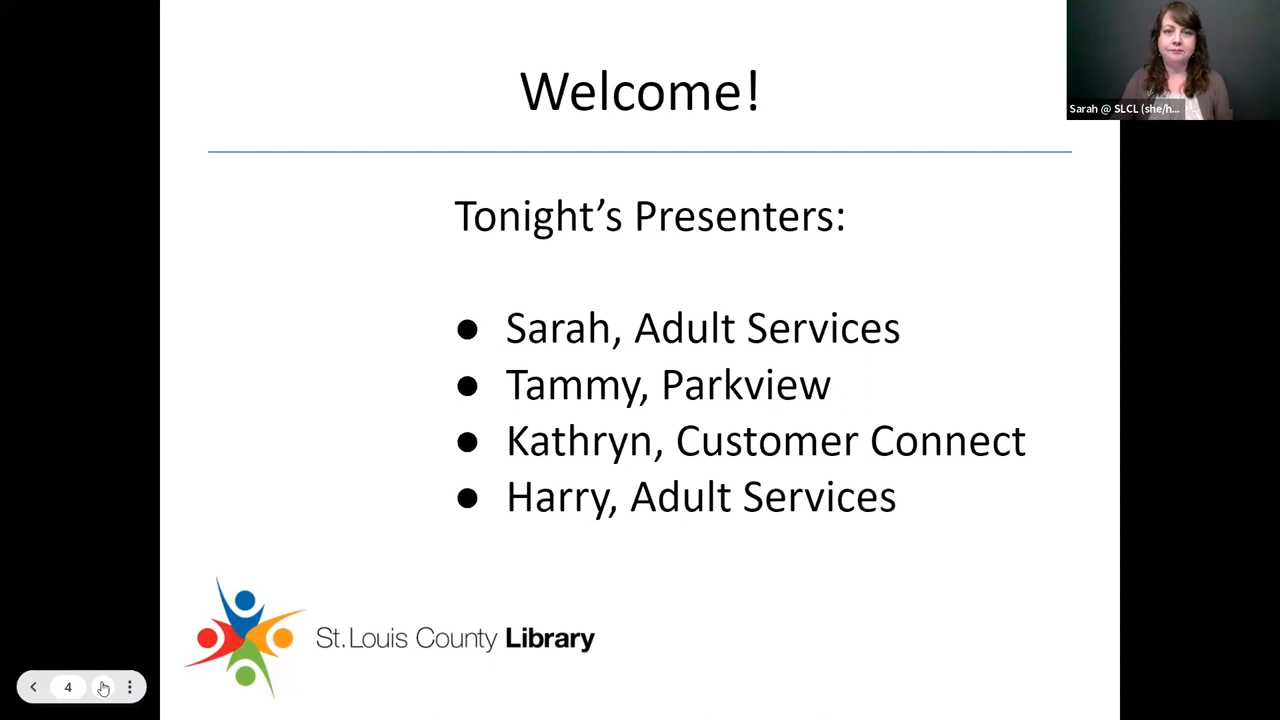 Welcome!
Sarah @ SLCL (she/h...
Tonight’s Presenters:
● Sarah, Adult Services
● Tammy, Parkview
● Kathryn, Customer Connect
● Harry, Adult Services
St. Louis County Library
4